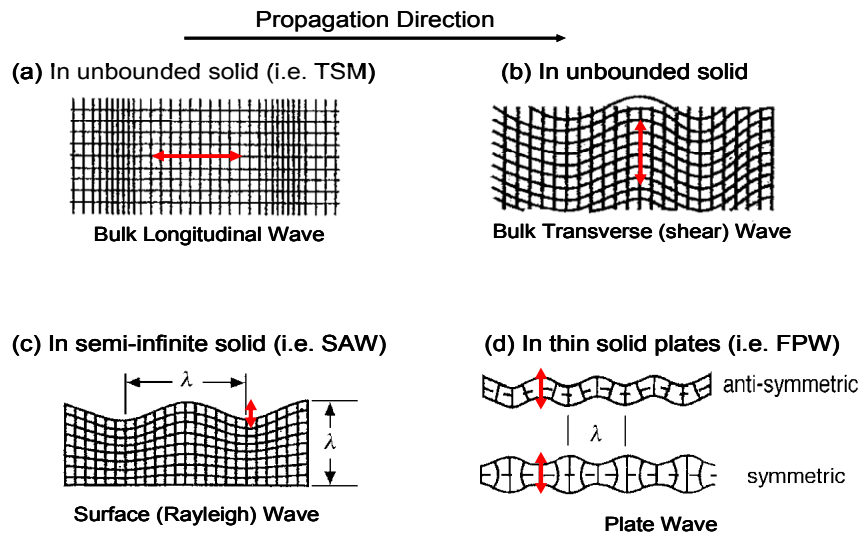 Propagation Direction
(a) In unbounded solid (i.e. TSM)
(b) In unbounded solid
Bulk Longitudinal Wave
Bulk Transverse (shear) Wave
(c) In semi-infinite solid (i.e. SAW)
(d) In thin solid plates (i.e. FPW)
λ
λ
Surface (Rayleigh) Wave
anti-symmetric
λ
symmetric
Plate Wave